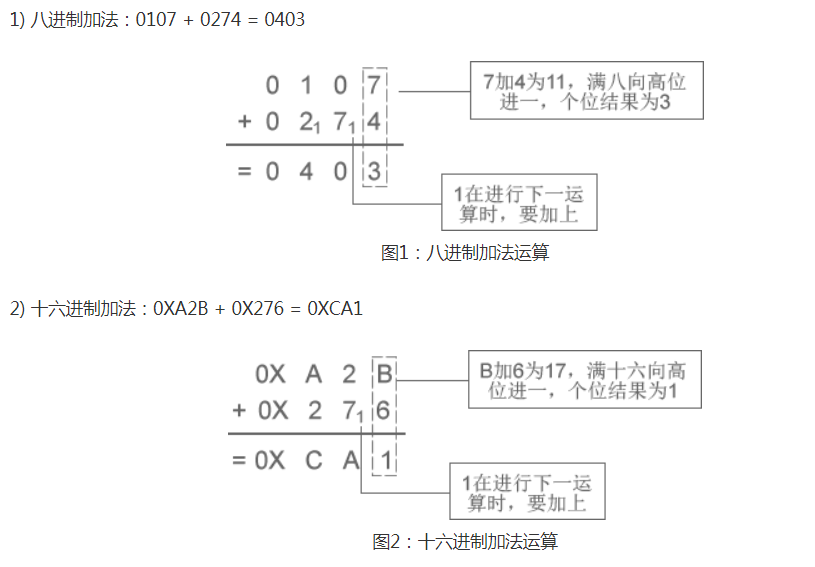 1) 八进制加法：0107 + 0274 = 0403
0 1 0 7
7加4为11，满八向高位
进一，个位结果为3
+ 0 2₁ 7₁ 4
= 0 4 0 3
1在进行下一运
算时，要加上
图1：八进制加法运算
2) 十六进制加法：0XA2B + 0X276 = 0XCA1
0X A 2 B
B加6为17，满十六向高
位进一，个位结果为1
+ 0X 2 7₁ 6
= 0X C A 1
1在进行下一运
算时，要加上
图2：十六进制加法运算